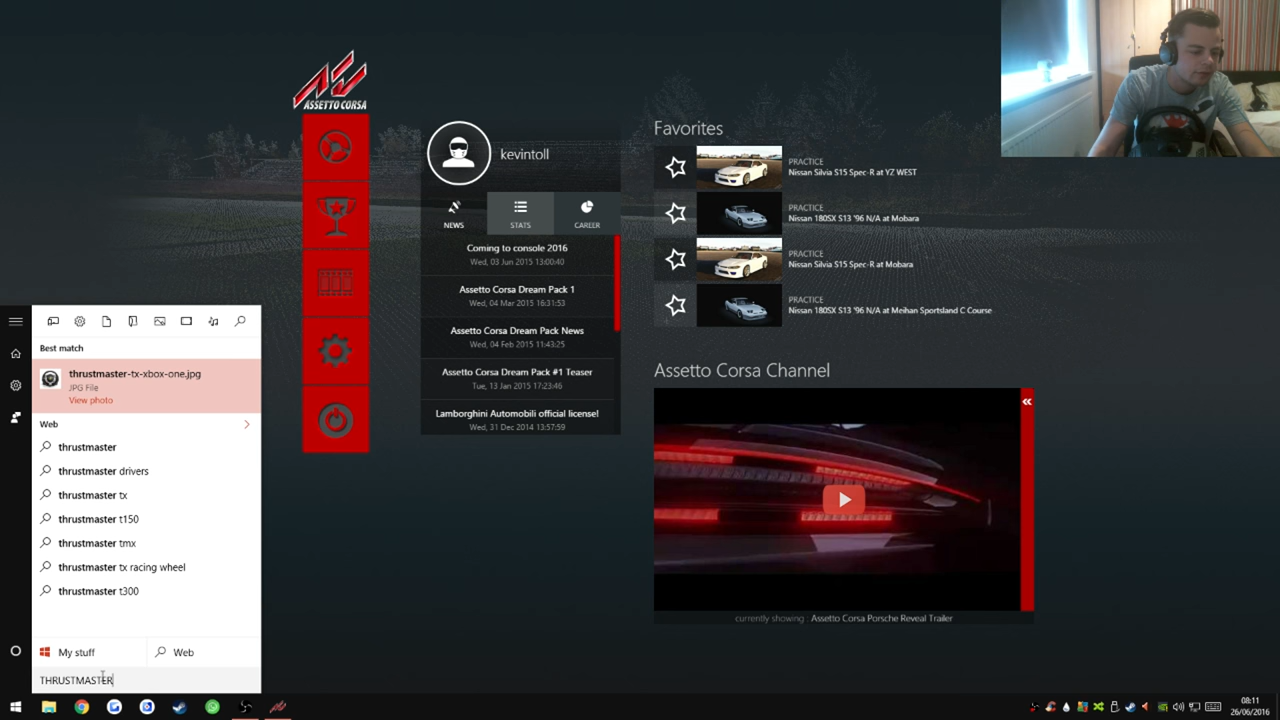 ASSETTO CORSA
kevintoll
NEWS
STATS
CAREER
Coming to console 2016
Wed, 03 Jun 2015 13:00:40
Assetto Corsa Dream Pack 1
Wed, 04 Mar 2015 16:31:53
Assetto Corsa Dream Pack News
Wed, 04 Feb 2015 11:43:25
Assetto Corsa Dream Pack #1 Teaser
Tue, 13 Jan 2015 17:23:46
Lamborghini Automobili official license!
Wed, 31 Dec 2014 13:57:59
Favorites
PRACTICE
Nissan Silvia S15 Spec-R at YZ WEST
PRACTICE
Nissan 180SX S13 '96 N/A at Mobara
PRACTICE
Nissan Silvia S15 Spec-R at Mobara
PRACTICE
Nissan 180SX S13 '96 N/A at Meihan Sportsland C Course
Assetto Corsa Channel
currently showing : Assetto Corsa Porsche Reveal Trailer
Best match
thrustmaster-tx-xbox-one.jpg
JPG File
View photo
Web
thrustmaster
thrustmaster drivers
thrustmaster tx
thrustmaster t150
thrustmaster tmx
thrustmaster tx racing wheel
thrustmaster t300
My stuff
Web
THRUSTMASTER
08:11
26/06/2016